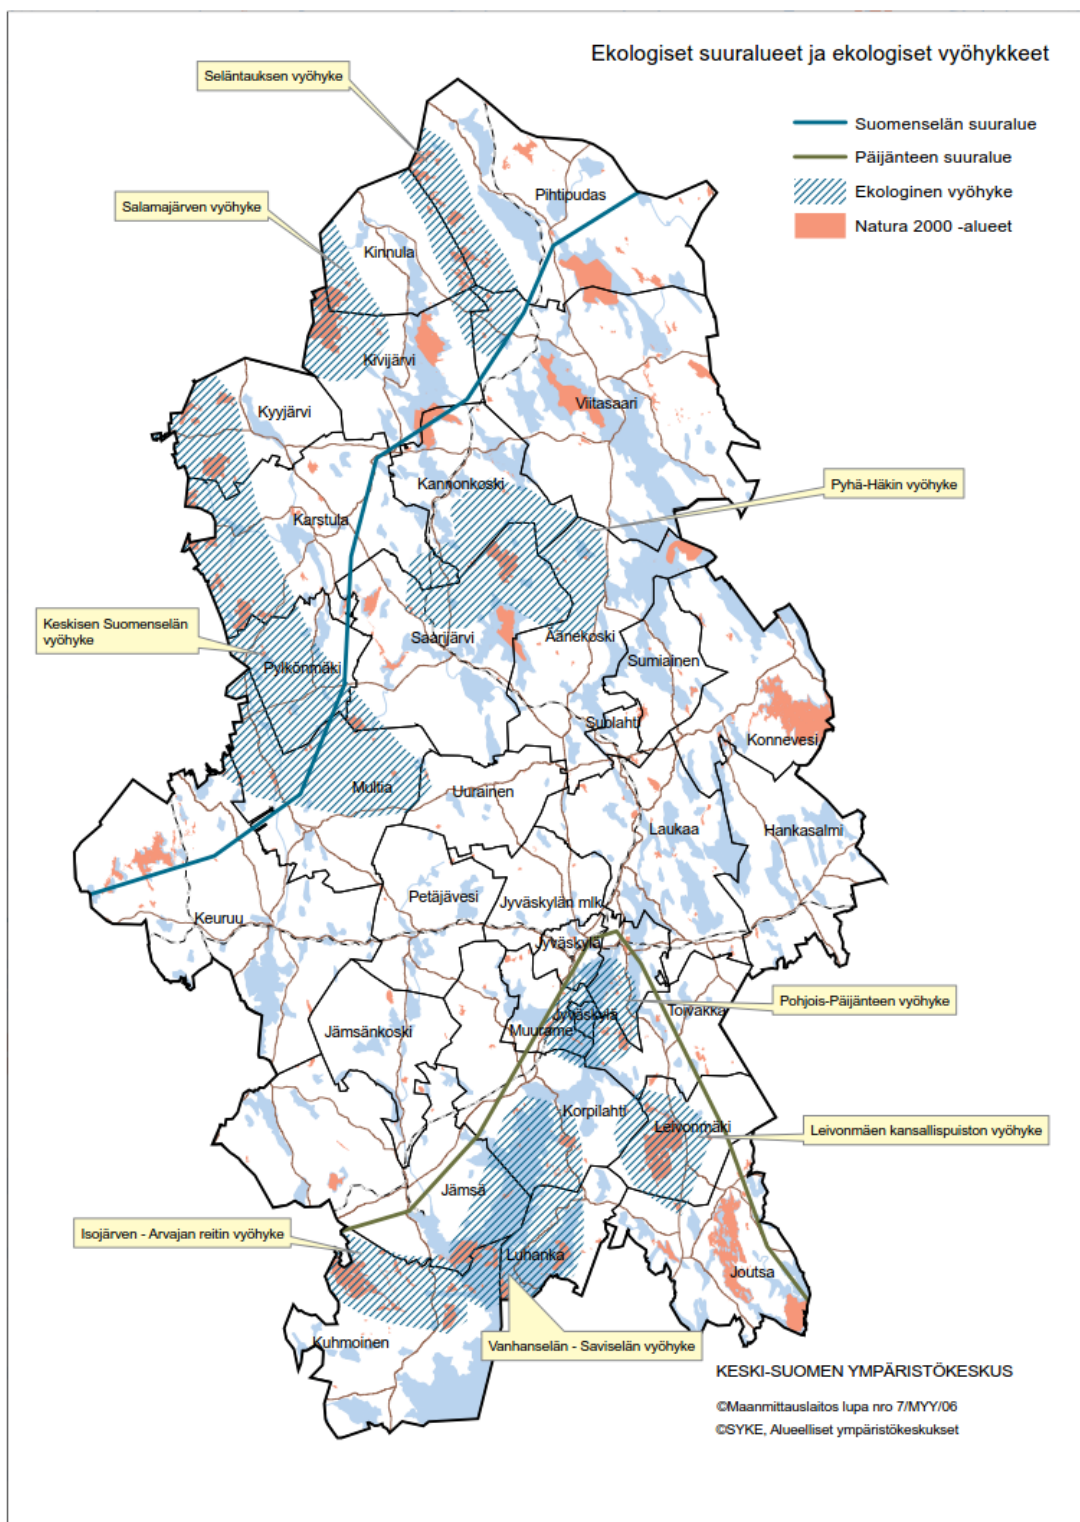 Ekologiset suuralueet ja ekologiset vyöhykkeet
Suomenselän suuralue
Päijänteen suuralue
Ekologinen vyöhyke
Natura 2000 -alueet
Seläntauksen vyöhyke
Salamajärven vyöhyke
Pihtipudas
Kinnula
Kivijärvi
Viitasaari
Kyyjärvi
Kannonkoski
Pyhä-Häkin vyöhyke
Karstula
Keskisen Suomenselän
vyöhyke
Saarijärvi
Äänekoski
Sumiainen
Pylkönmäki
Suolahti
Konnevesi
Multia
Uurainen
Laukaa
Hankasalmi
Petäjävesi
Jyväskylän mlk
Keuruu
Jyväskylä
Pohjois-Päijänteen vyöhyke
Toivakka
Jyväskylä
Muurame
Jämsänkoski
Korpilahti
Leivonmäki
Leivonmäen kansallispuiston vyöhyke
Jämsä
Isojärven - Arvajan reitin vyöhyke
Luhanka
Joutsa
Kuhmoinen
Vanhanselän - Saviselän vyöhyke
KESKI-SUOMEN YMPÄRISTÖKESKUS
©Maanmittauslaitos lupa nro 7/MYY/06
©SYKE, Alueelliset ympäristökeskukset